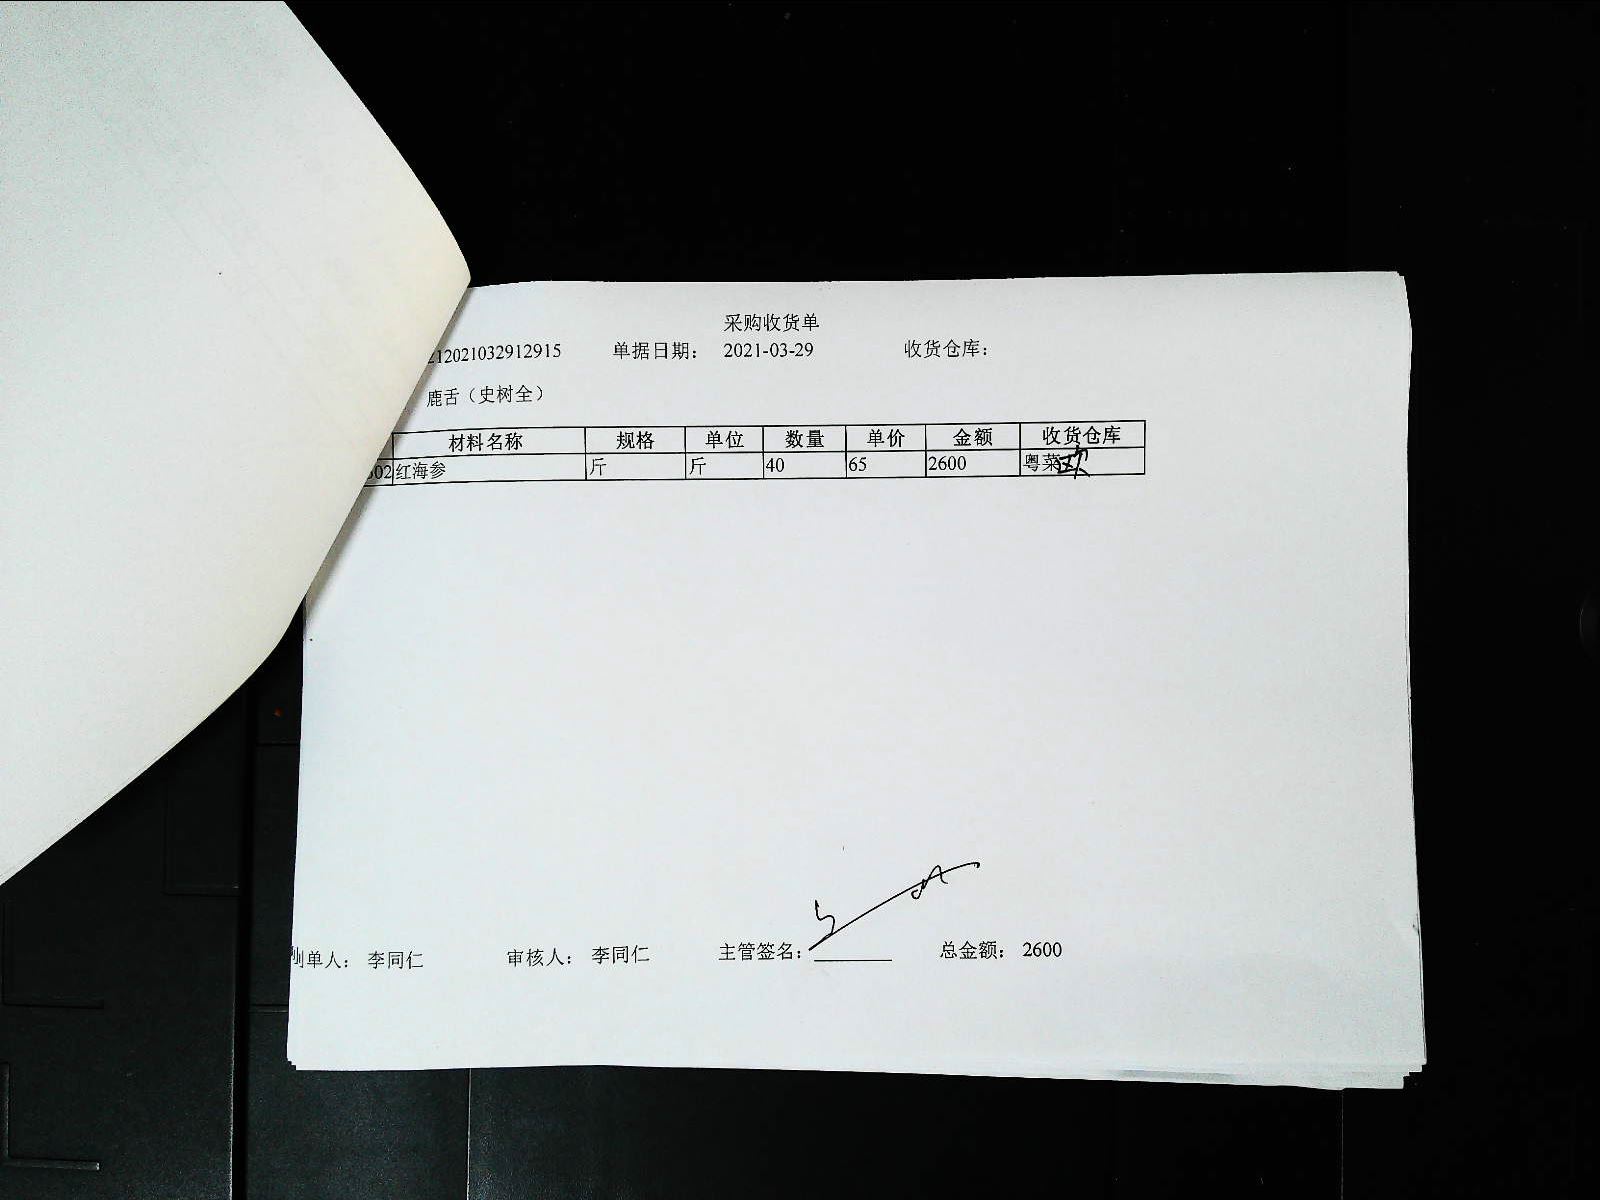 采购收货单
212021032912915 单据日期: 2021-03-29 收货仓库:
鹿舌（史树全）
材料名称 规格 单位 数量 单价 金额 收货仓库
302 红海参 斤 斤 40 65 2600 粤菜
制单人: 李同仁 审核人: 李同仁 主管签名: 总金额: 2600